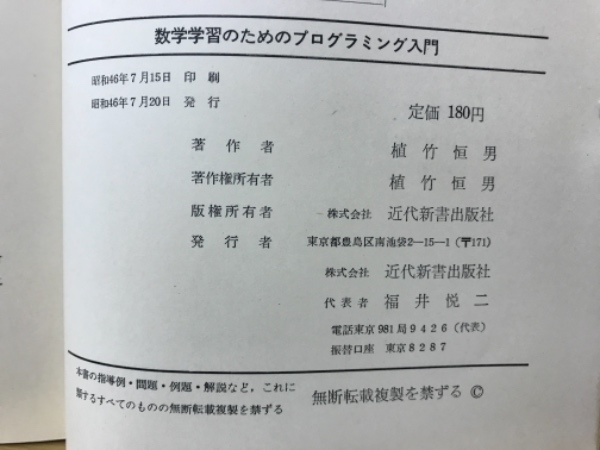 数学学習のためのプログラミング入門
昭和46年7月15日 印刷
昭和46年7月20日 発行
定価 180円
著作者 植竹恒男
著作権所有者 植竹恒男
版権所有者 株式会社 近代新書出版社
発行者 東京都豊島区南池袋2-15-1(〒171)
株式会社 近代新書出版社
代表者 福井悦二
電話東京 981局9426(代表)
振替口座 東京8287
本書の指導例・問題・例題・解説など,これに
関するすべてのものの無断転載複製を禁ずる
無断転載複製を禁ずる ©